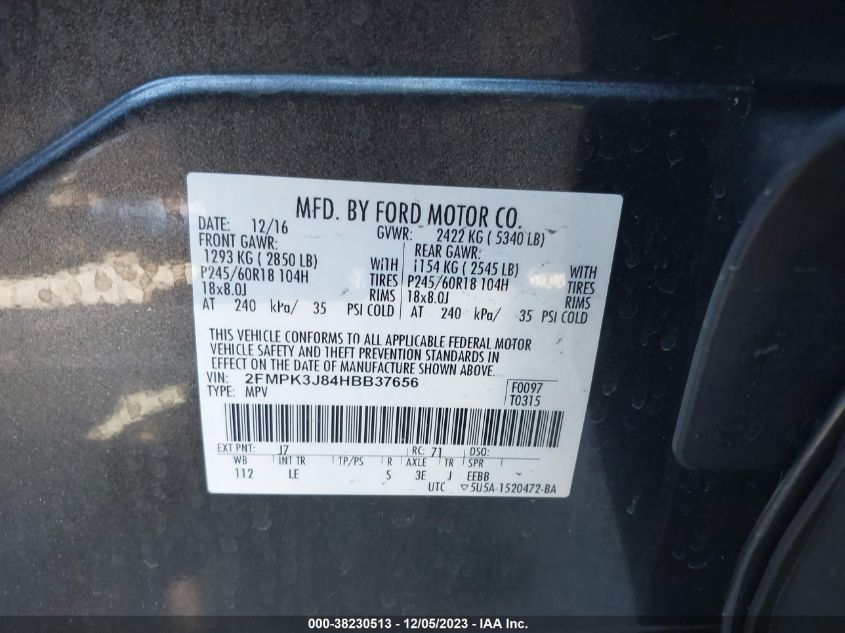 MFD. BY FORD MOTOR CO.
DATE: 12/16 GVWR: 2422 KG ( 5340 LB)
FRONT GAWR: REAR GAWR:
1293 KG ( 2850 LB) WITH 1154 KG ( 2545 LB) WITH
P245/60R18 104H TIRES P245/60R18 104H TIRES
18x8.0J RIMS 18x8.0J RIMS
AT 240 kPa/ 35 PSI COLD AT 240 kPa/ 35 PSI COLD
THIS VEHICLE CONFORMS TO ALL APPLICABLE FEDERAL MOTOR
VEHICLE SAFETY AND THEFT PREVENTION STANDARDS IN
EFFECT ON THE DATE OF MANUFACTURE SHOWN ABOVE.
VIN: 2FMPK3J84HBB37656 F0097
TYPE: MPV T0315
EXT PNT: J7 RC: 71 DSO:
WB INT TR TP/PS R AXLE TR SPR
112 LE S 3E J EEBB
UTC ▽5U5A-1520472-BA
000-38230513 - 12/05/2023 - IAA Inc.